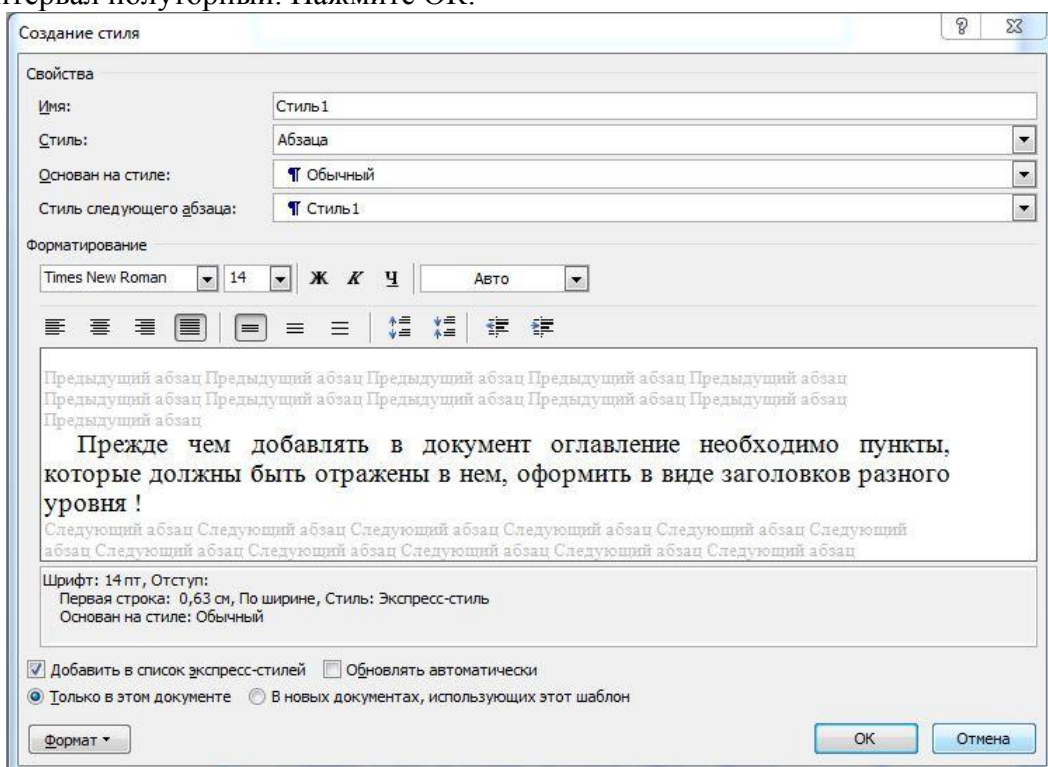 интервал полуторный. Нажмите ОК.
Создание стиля
Свойства
Имя: Стиль1
Стиль: Абзаца
Основан на стиле: ¶ Обычный
Стиль следующего абзаца: ¶ Стиль1
Форматирование
Times New Roman 14 Ж К Ч Авто
Предыдущий абзац Предыдущий абзац Предыдущий абзац Предыдущий абзац Предыдущий абзац
Предыдущий абзац Предыдущий абзац Предыдущий абзац Предыдущий абзац Предыдущий абзац
Предыдущий абзац
Прежде чем добавлять в документ оглавление необходимо пункты,
которые должны быть отражены в нем, оформить в виде заголовков разного
уровня !
Следующий абзац Следующий абзац Следующий абзац Следующий абзац Следующий абзац Следующий
абзац Следующий абзац Следующий абзац Следующий абзац Следующий абзац Следующий абзац
Шрифт: 14 пт, Отступ:
Первая строка: 0,63 см, По ширине, Стиль: Экспресс-стиль
Основан на стиле: Обычный
Добавить в список экспресс-стилей Обновлять автоматически
Только в этом документе В новых документах, использующих этот шаблон
Формат ОК Отмена